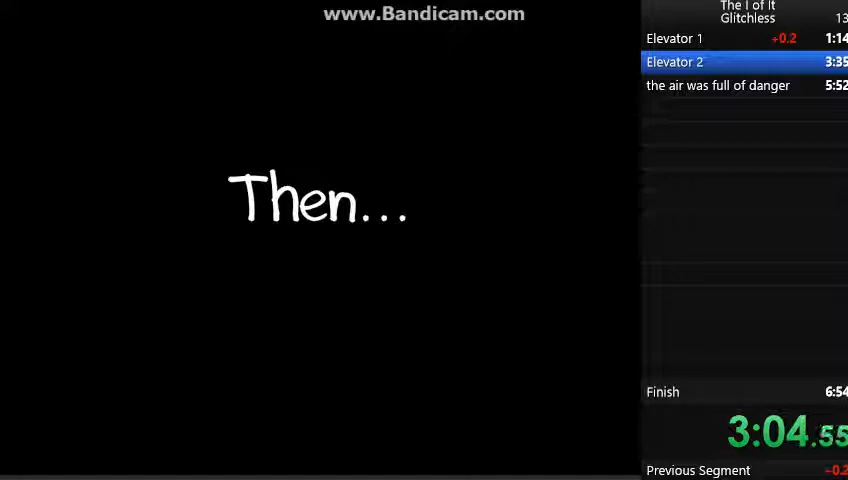 www.Bandicam.com
The I of It
Glitchless
13
Elevator 1 +0.2 1:14
Elevator 2 3:35
the air was full of danger 5:52
Then...
Finish 6:54
3:04.55
Previous Segment -0.2